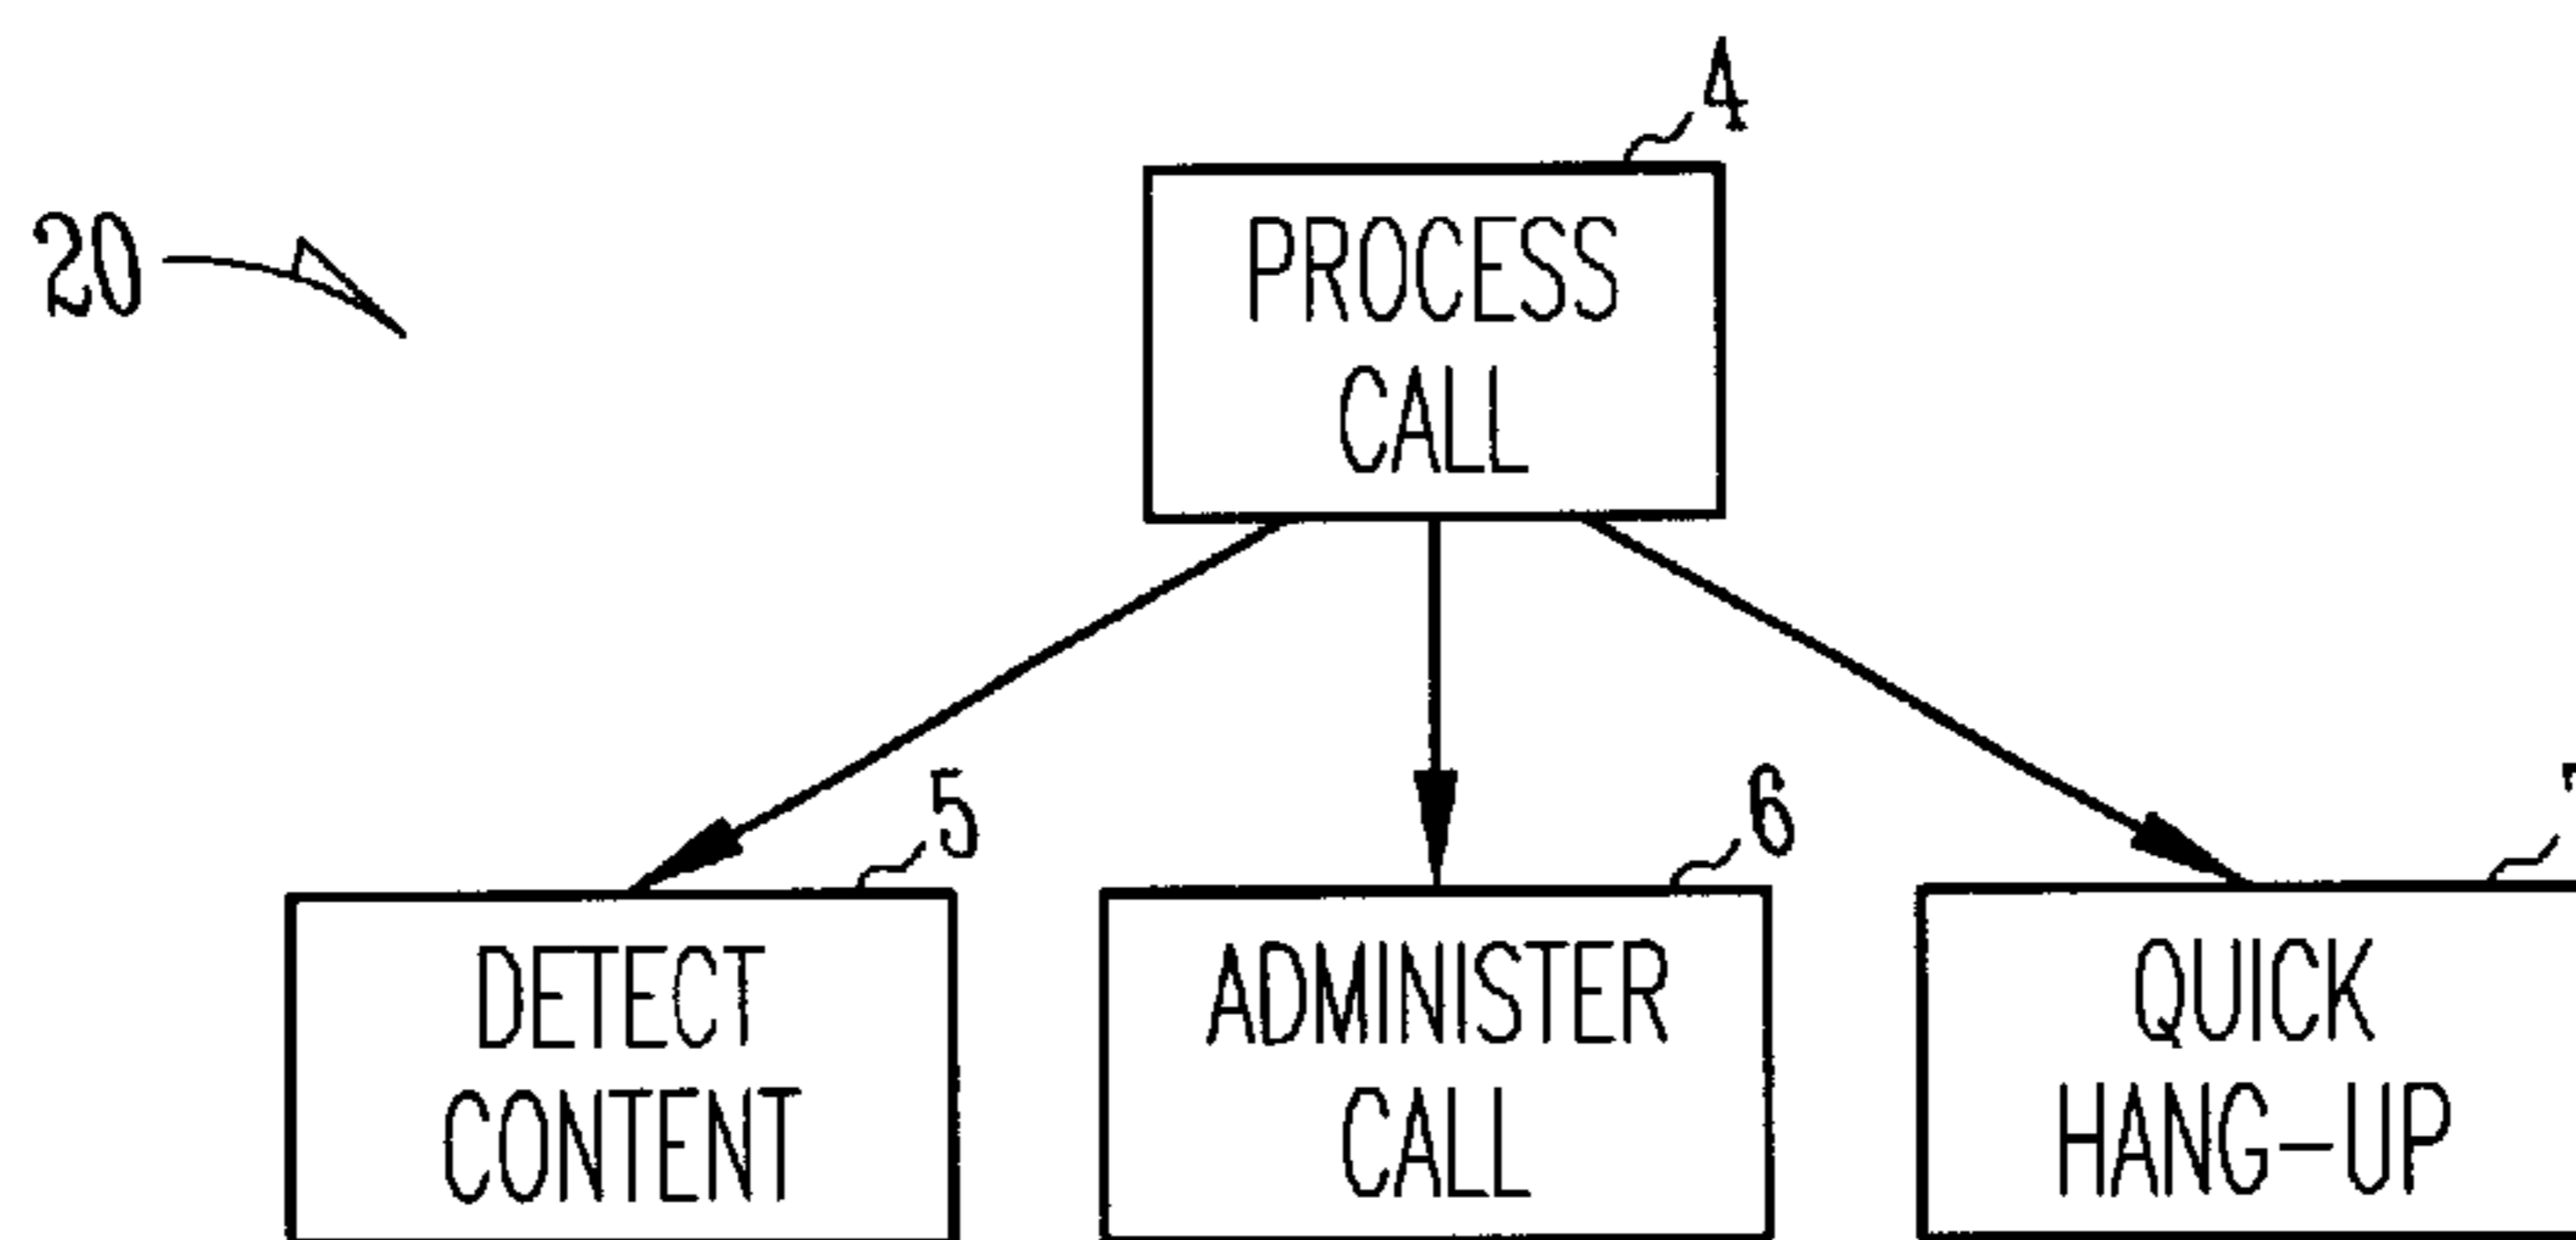 4
20
PROCESS
CALL
5
6
DETECT
CONTENT
ADMINISTER
CALL
QUICK
HANG-UP